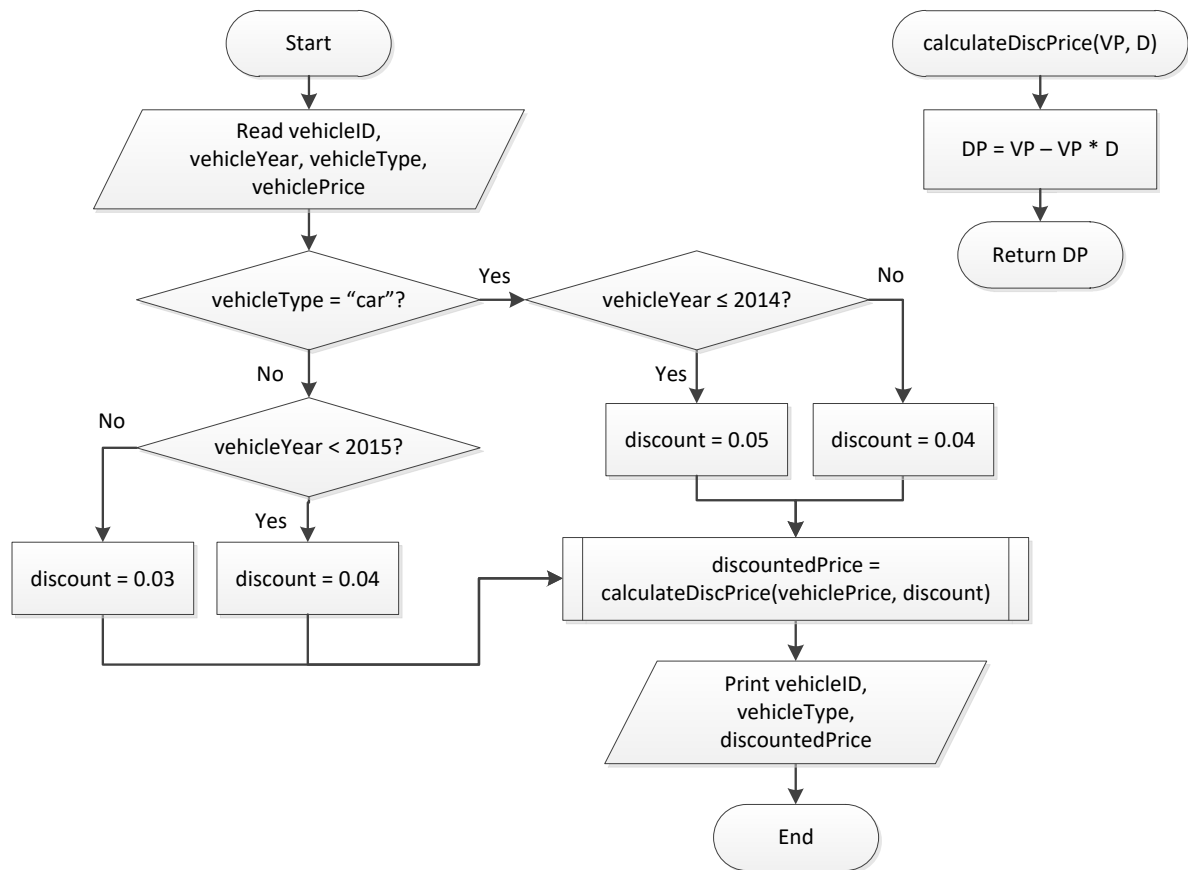 Start
Read vehicleID,
vehicleYear, vehicleType,
vehiclePrice
vehicleType = “car”?
Yes
No
vehicleYear ≤ 2014?
No
Yes
discount = 0.05
discount = 0.04
vehicleYear < 2015?
No
Yes
discount = 0.03
discount = 0.04
discountedPrice =
calculateDiscPrice(vehiclePrice, discount)
Print vehicleID,
vehicleType,
discountedPrice
End
calculateDiscPrice(VP, D)
DP = VP – VP * D
Return DP